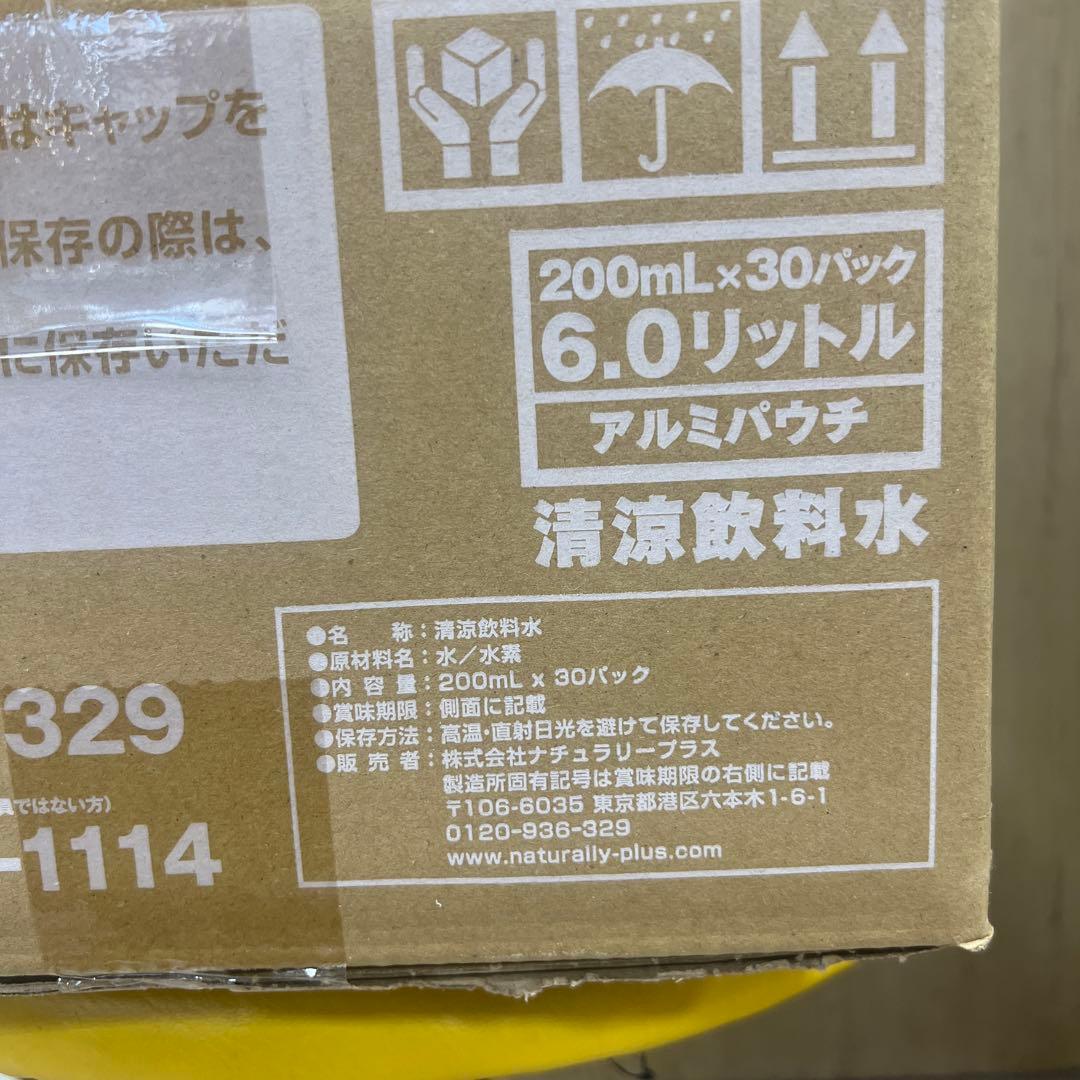 はキャップを
保存の際は、
に保存いただ
200mL×30パック
6.0リットル
アルミパウチ
清涼飲料水
●名　　称：清涼飲料水
●原材料名：水／水素
●内 容 量：200mL x 30パック
●賞味期限：側面に記載
●保存方法：高温・直射日光を避けて保存してください。
●販 売 者：株式会社ナチュラリープラス
製造所固有記号は賞味期限の右側に記載
〒106-6035 東京都港区六本木1-6-1
0120-936-329
www.naturally-plus.com
329
員ではない方)
-1114